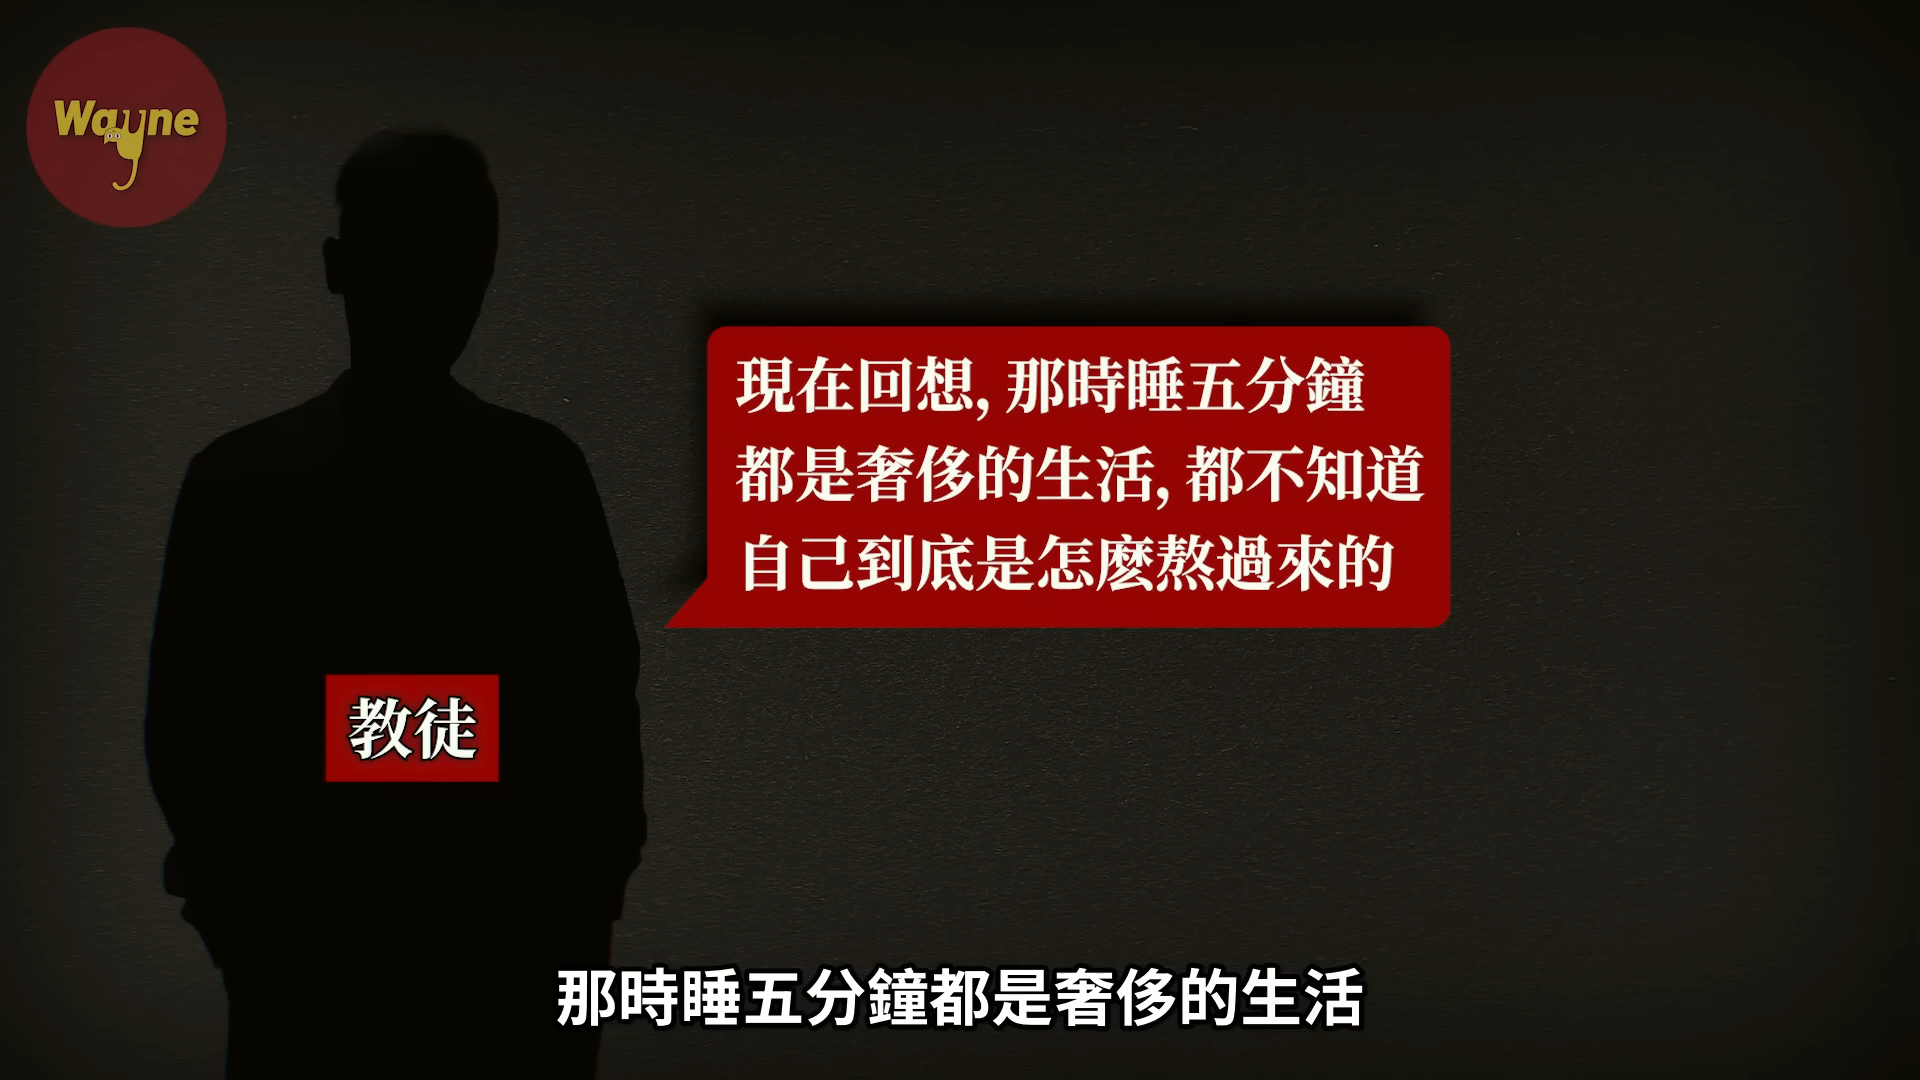 Wayne
現在回想, 那時睡五分鐘
都是奢侈的生活, 都不知道
自己到底是怎麼熬過來的
教徒
那時睡五分鐘都是奢侈的生活